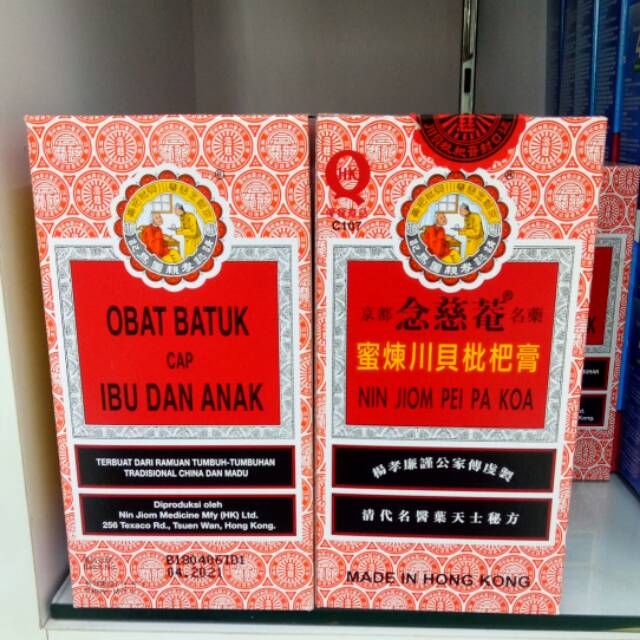 OBAT BATUK
CAP
IBU DAN ANAK
TERBUAT DARI RAMUAN TUMBUH-TUMBUHAN
TRADISIONAL CHINA DAN MADU
Diproduksi oleh
Nin Jiom Medicine Mfy (HK) Ltd.
256 Texaco Rd., Tsuen Wan, Hong Kong.
B180406ID1
04.2021
Q
HK
C107
京都 念慈菴® 名藥
蜜煉川貝枇杷膏
NIN JIOM PEI PA KOA
楊孝廉謹公家傳虔製
清代名醫葉天士秘方
MADE IN HONG KONG
K
Kong.